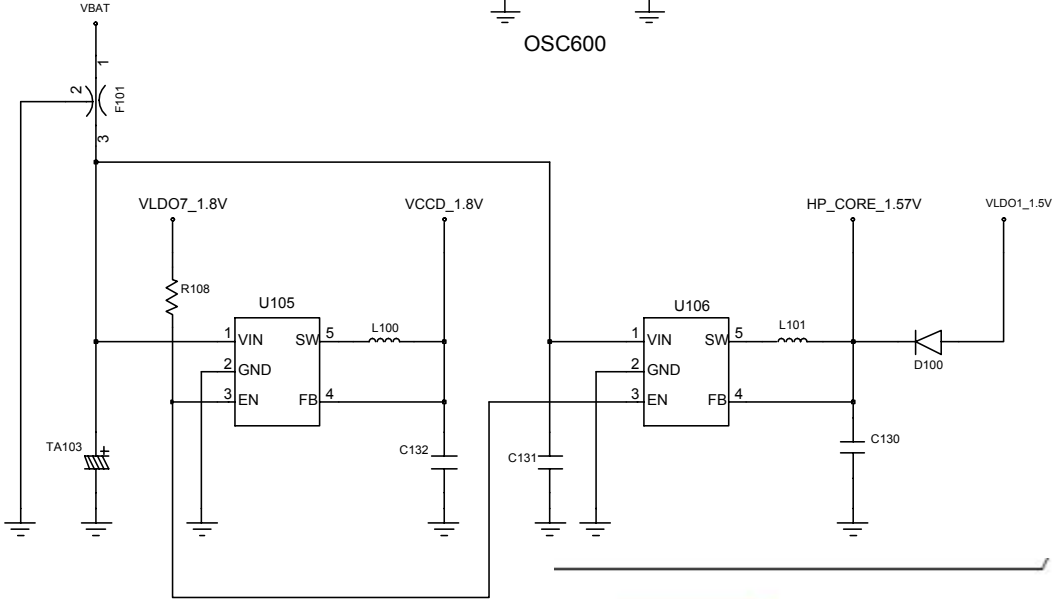 VBAT
OSC600
1
2
F101
3
VLDO7_1.8V
VCCD_1.8V
HP_CORE_1.57V
VLDO1_1.5V
R108
U105
L100
1 VIN SW 5
2 GND
3 EN FB 4
U106
L101
1 VIN SW 5
2 GND
3 EN FB 4
D100
TA103
+
C132
C131
C130